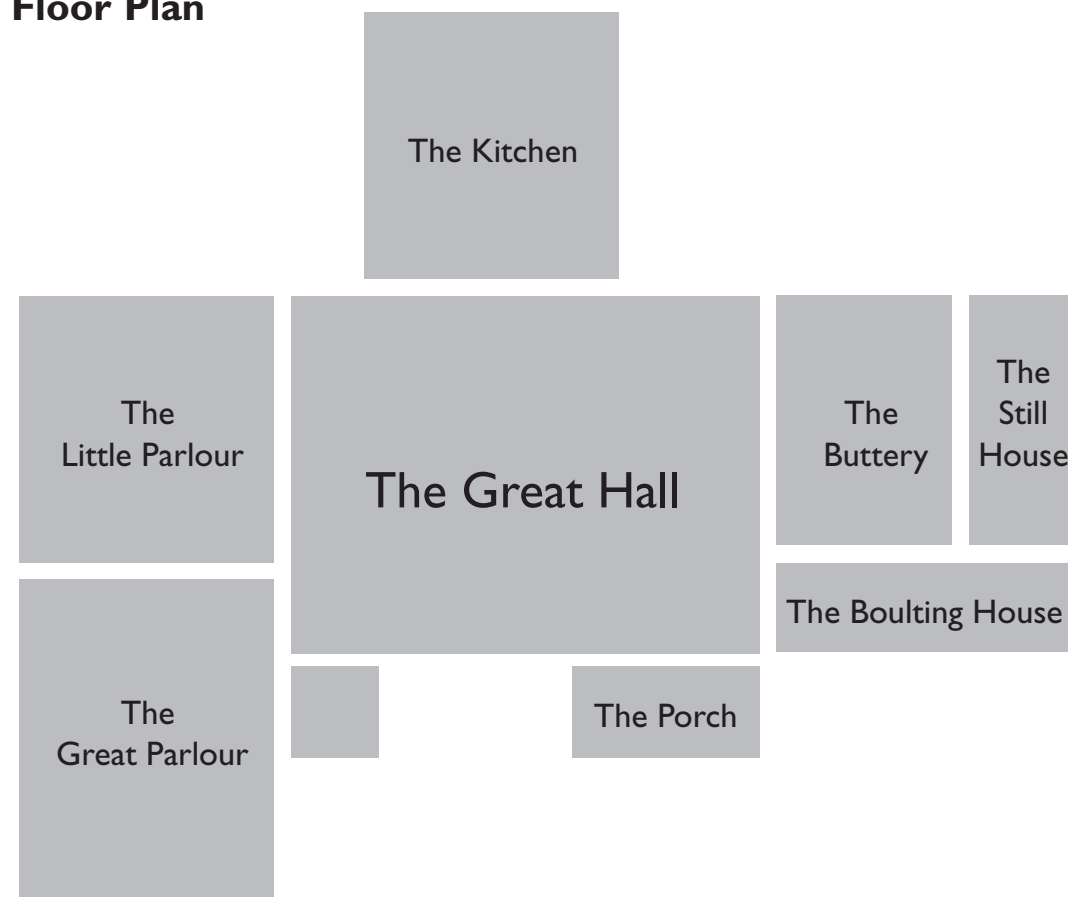 Floor Plan
The Kitchen
The
Little Parlour
The Great Hall
The
Buttery
The
Still
House
The Boulting House
The
Great Parlour
The Porch